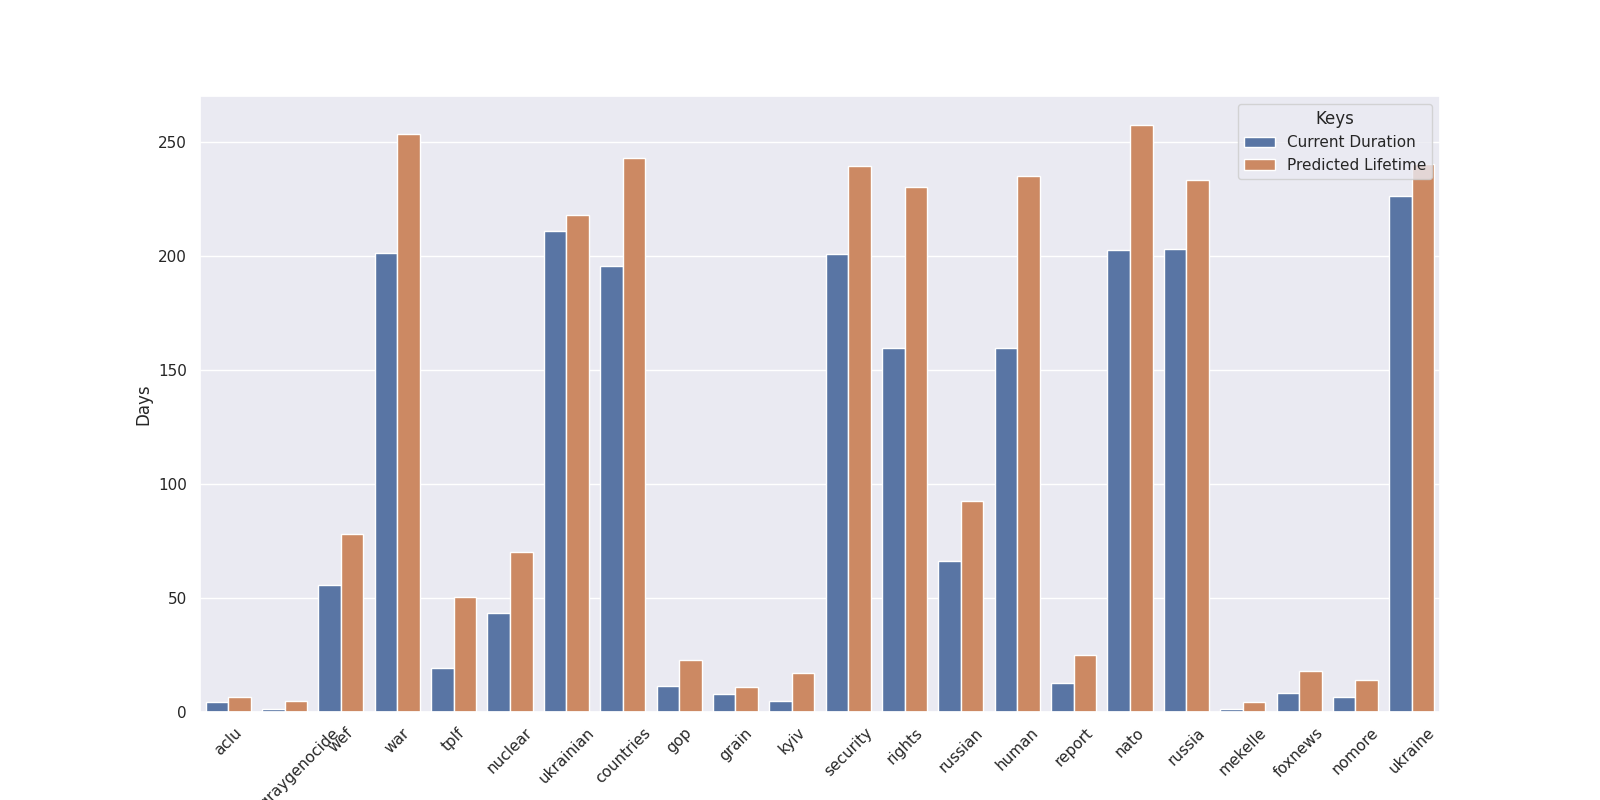 Keys
Current Duration
Predicted Lifetime
250
200
150
100
50
0
Days
aclu
wef
war
tplf
nuclear
ukrainian
countries
gop
grain
kyiv
security
rights
russian
human
report
nato
russia
mekelle
foxnews
nomore
ukraine